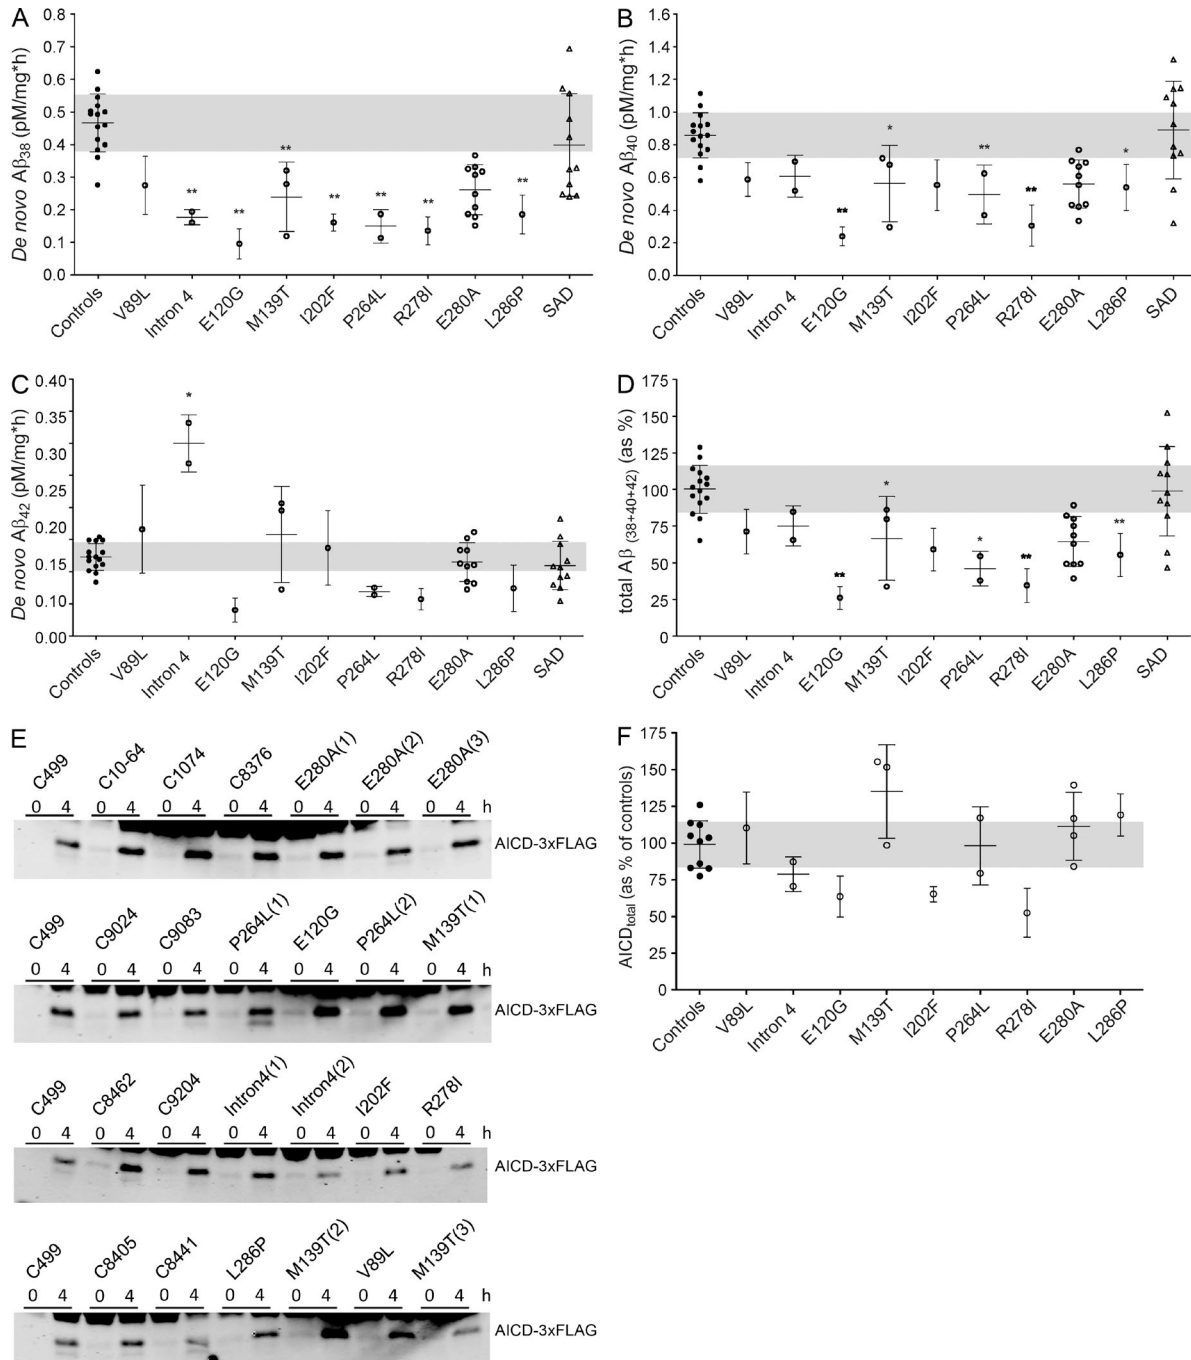 A
De novo Aβ38 (pM/mg*h)
0.8
0.7
0.6
0.5
0.4
0.3
0.2
0.1
0.0
**
**
**
**
**
**
**
Controls
V89L
Intron 4
E120G
M139T
I202F
P264L
R278I
E280A
L286P
SAD
B
De novo Aβ40 (pM/mg*h)
1.6
1.4
1.2
1.0
0.8
0.6
0.4
0.2
0.0
**
*
**
**
*
Controls
V89L
Intron 4
E120G
M139T
I202F
P264L
R278I
E280A
L286P
SAD
C
De novo Aβ42 (pM/mg*h)
0.40
0.35
0.30
0.25
0.20
0.15
0.10
0.00
*
Controls
V89L
Intron 4
E120G
M139T
I202F
P264L
R278I
E280A
L286P
SAD
D
total Aβ (38+40+42) (as %)
175
150
125
100
75
50
25
0
**
*
*
**
**
Controls
V89L
Intron 4
E120G
M139T
I202F
P264L
R278I
E280A
L286P
SAD
E
C499 C10-64 C1074 C8376 E280A(1) E280A(2) E280A(3)
0 4 0 4 0 4 0 4 0 4 0 4 0 4 h
AICD-3xFLAG
C499 C9024 C9083 P264L(1) E120G P264L(2) M139T(1)
0 4 0 4 0 4 0 4 0 4 0 4 0 4 h
AICD-3xFLAG
C499 C8462 C9204 Intron4(1) Intron4(2) I202F R278I
0 4 0 4 0 4 0 4 0 4 0 4 0 4 h
AICD-3xFLAG
C499 C8405 C8441 L286P M139T(2) V89L M139T(3)
0 4 0 4 0 4 0 4 0 4 0 4 0 4 h
AICD-3xFLAG
F
AICDtotal (as % of controls)
175
150
125
100
75
50
25
0
Controls
V89L
Intron 4
E120G
M139T
I202F
P264L
R278I
E280A
L286P